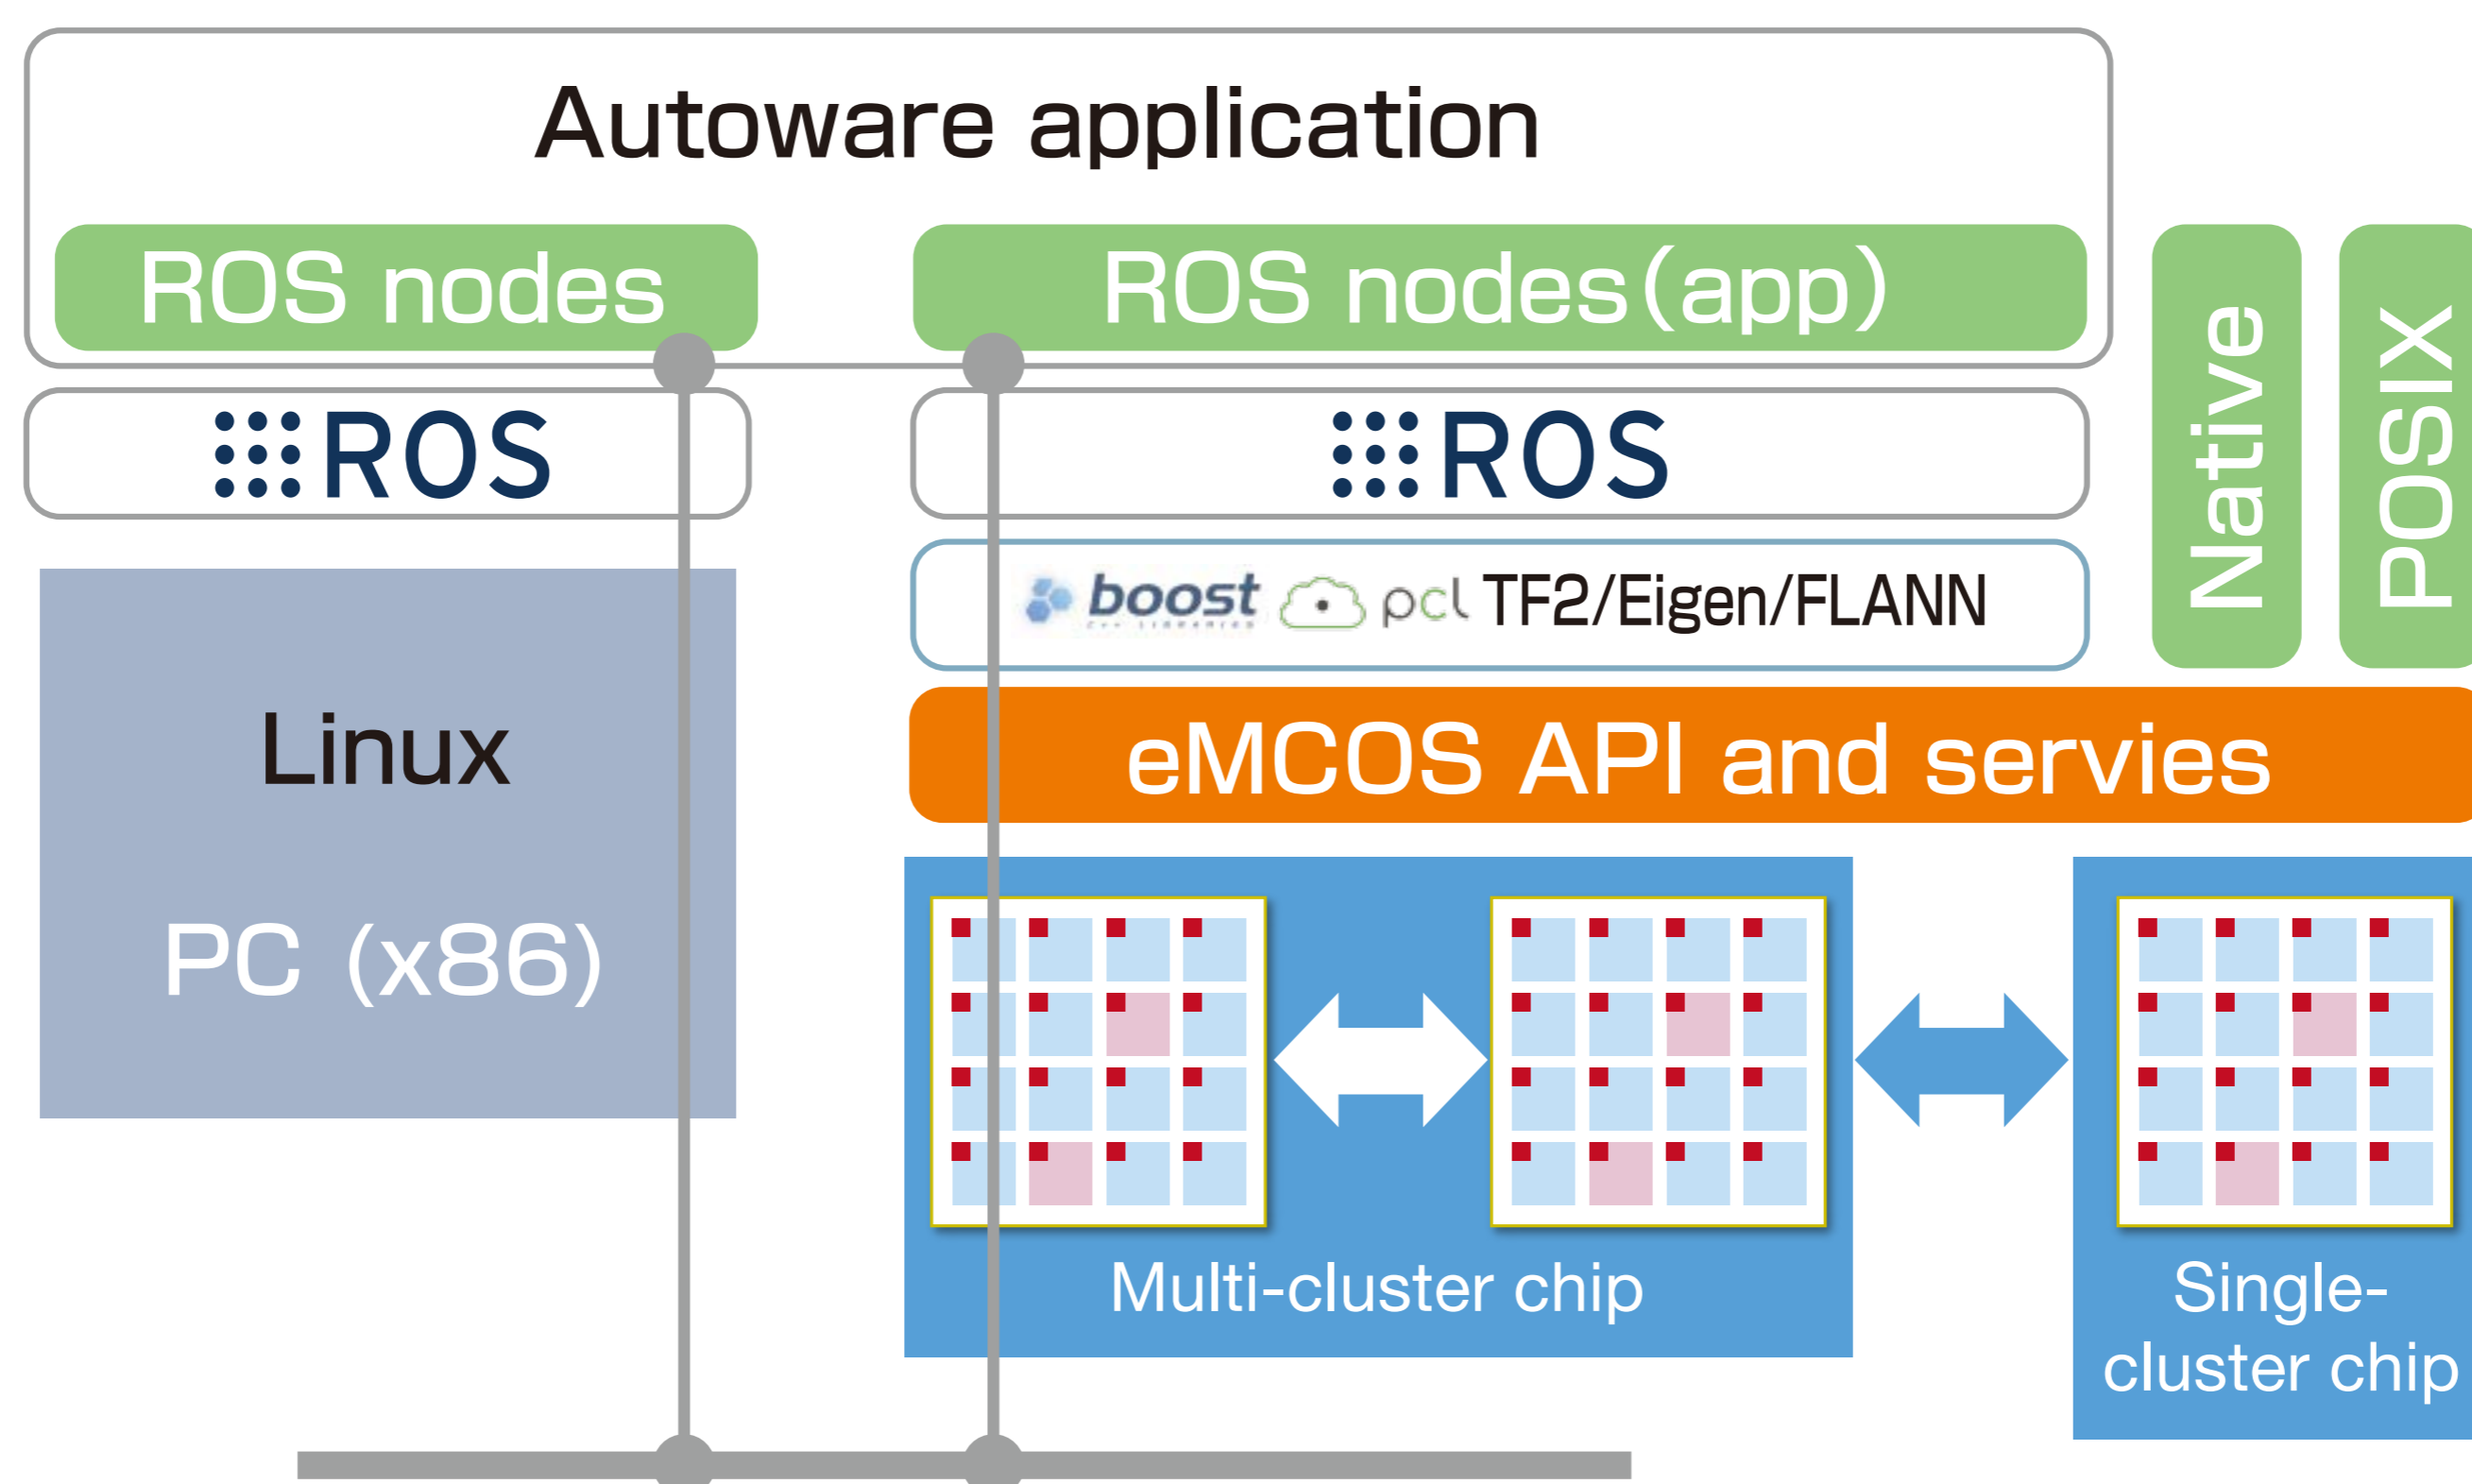 Autoware application
ROS nodes
ROS nodes(app)
Native
POSIX
ROS
ROS
boost
pcl TF2/Eigen/FLANN
Linux
PC (x86)
eMCOS API and servies
Multi-cluster chip
Single-
cluster chip